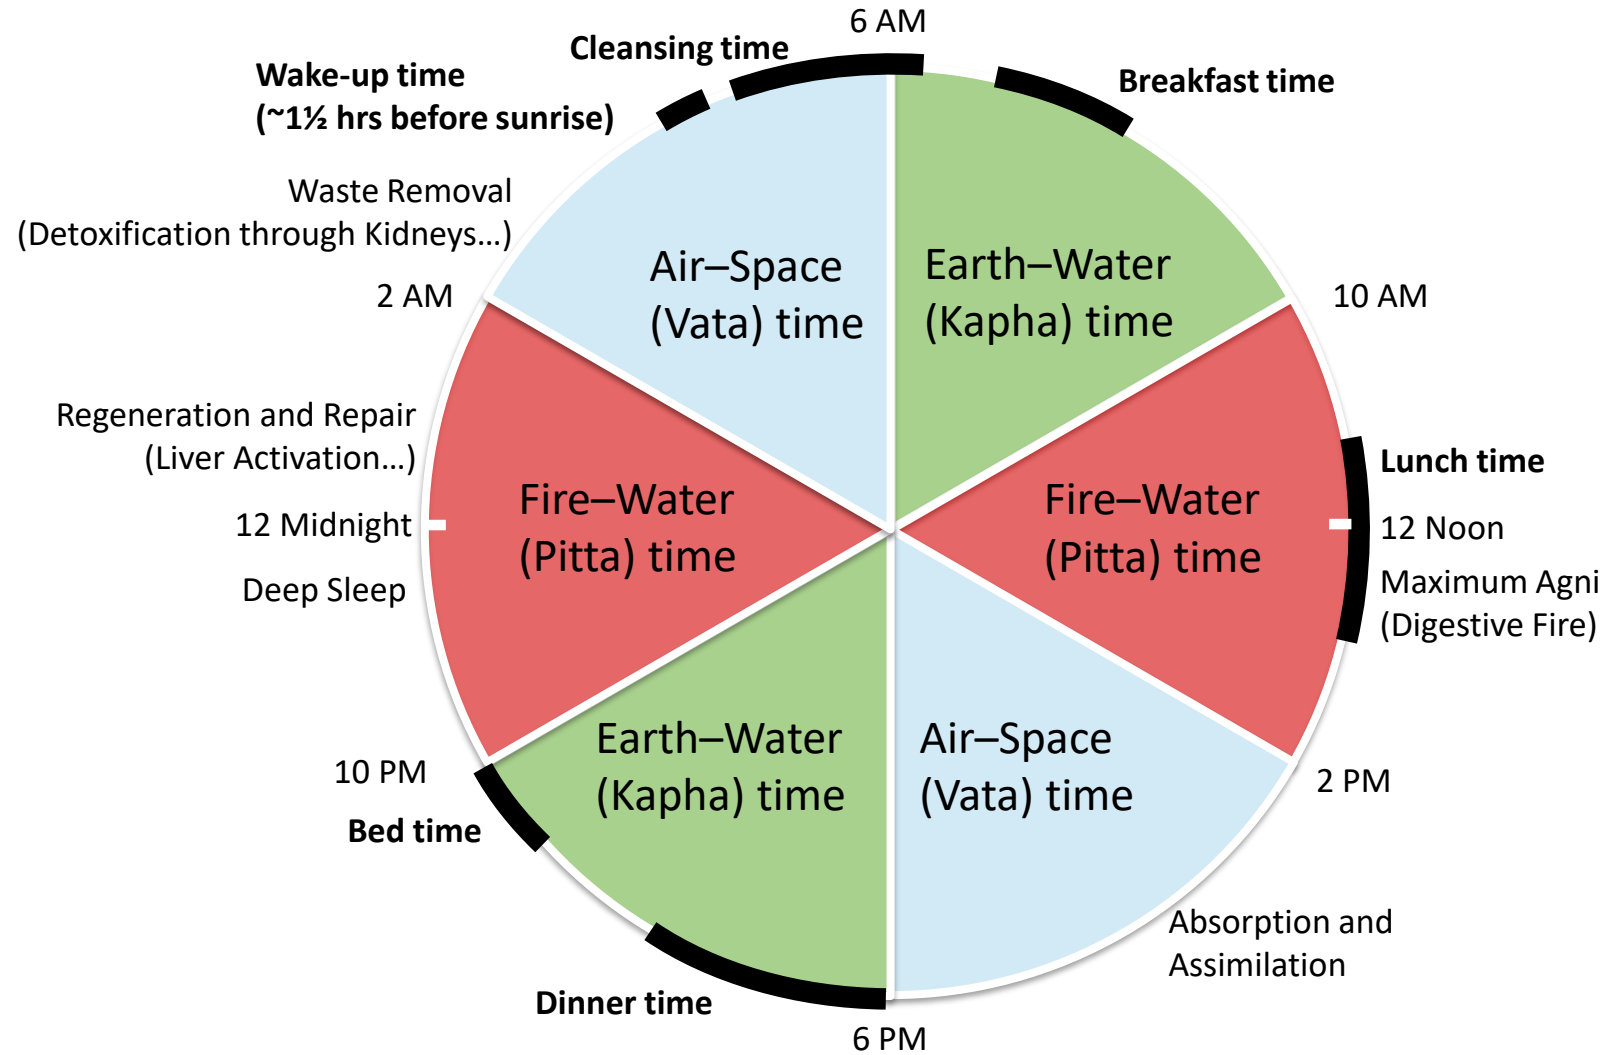 6 AM
Cleansing time
Wake-up time
(~1½ hrs before sunrise)
Breakfast time
Waste Removal
(Detoxification through Kidneys…)
Air–Space
(Vata) time
Earth–Water
(Kapha) time
2 AM
10 AM
Regeneration and Repair
(Liver Activation…)
Lunch time
Fire–Water
(Pitta) time
Fire–Water
(Pitta) time
12 Midnight
12 Noon
Deep Sleep
Maximum Agni
(Digestive Fire)
Earth–Water
(Kapha) time
Air–Space
(Vata) time
10 PM
2 PM
Bed time
Absorption and
Assimilation
Dinner time
6 PM